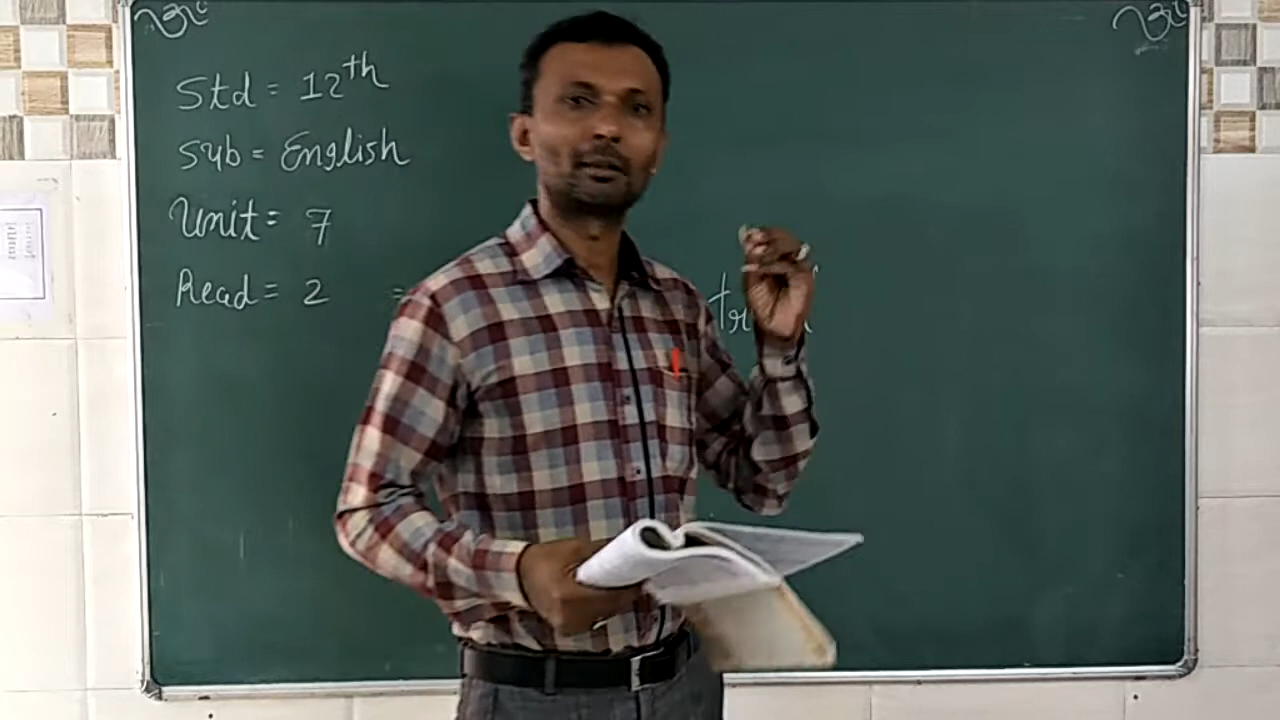 Std = 12th
Sub = English
Unit = 7
Read = 2 =